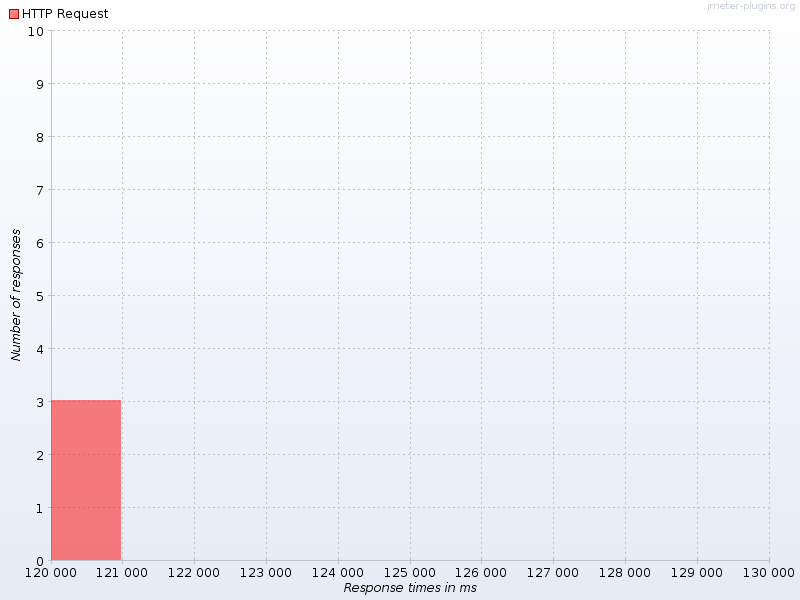 HTTP Request
jmeter-plugins.org
10
9
8
7
6
5
4
3
2
1
0
Number of responses
120 000 121 000 122 000 123 000 124 000 125 000 126 000 127 000 128 000 129 000 130 000
Response times in ms